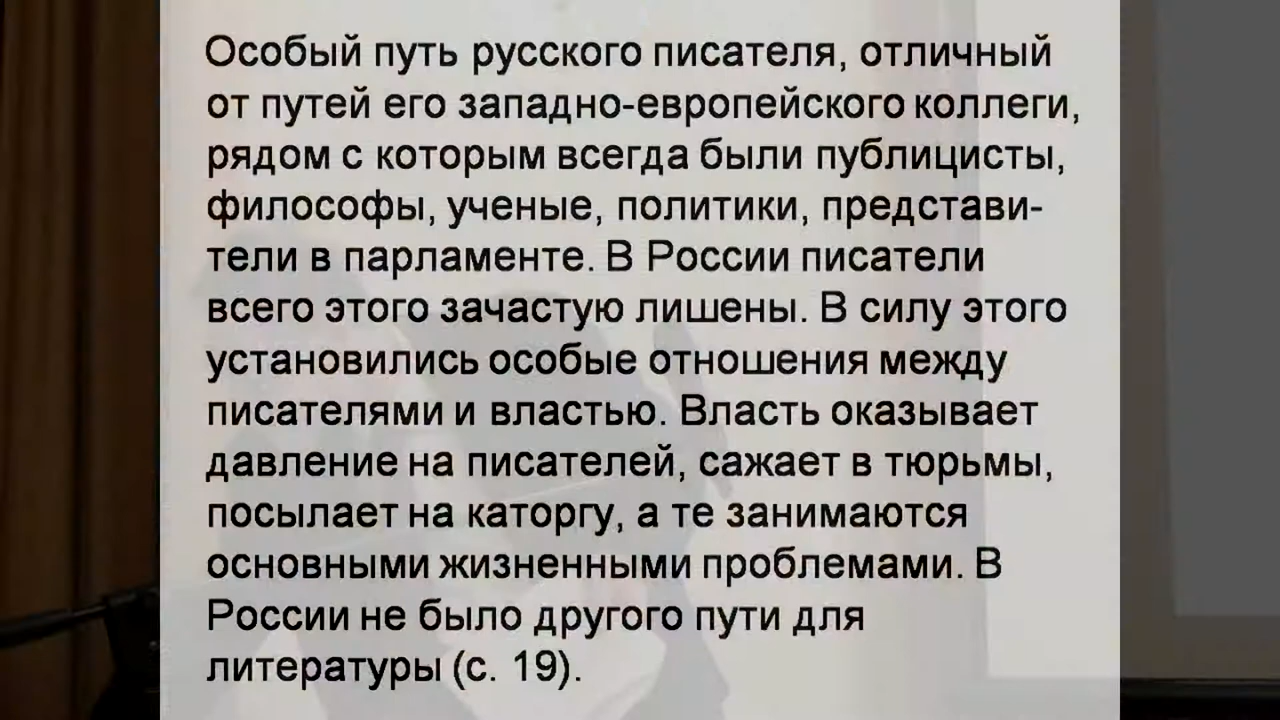 Особый путь русского писателя, отличный
от путей его западно-европейского коллеги,
рядом с которым всегда были публицисты,
философы, ученые, политики, представи-
тели в парламенте. В России писатели
всего этого зачастую лишены. В силу этого
установились особые отношения между
писателями и властью. Власть оказывает
давление на писателей, сажает в тюрьмы,
посылает на каторгу, а те занимаются
основными жизненными проблемами. В
России не было другого пути для
литературы (с. 19).